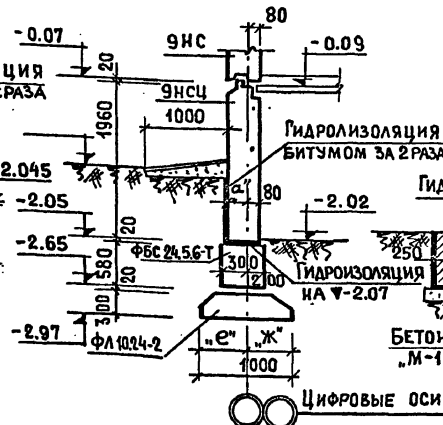 80
-0.07
9НС
-0.09
20
ЦИЯ
РАЗА
9НСЦ
1960
1000
ГИДРОЛИЗОЛЯЦИЯ
БИТУМОМ ЗА 2 РАЗА
2.045
ГИД
-2.05
"а"
80
-2.02
20
-2.65
ФБС 24.5.6-Т
300
200
250
580
20
ГИДРОИЗОЛЯЦИЯ
НА ▼-2.07
300
-2.97
ФЛ 10.24-2
"е"
"Ж"
БЕТОН
"М-1
1000
ЦИФРОВЫЕ ОСИ